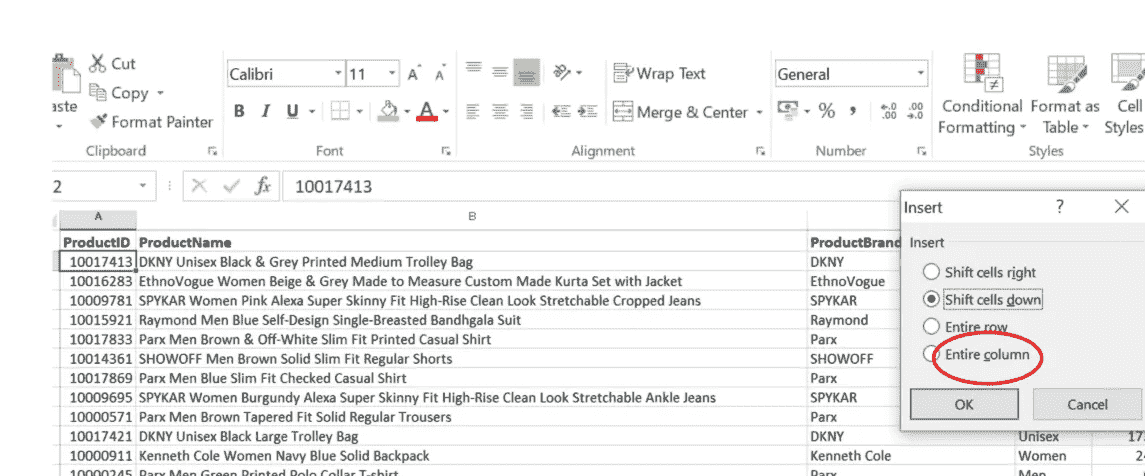 Cut
Calibri 11 A A Wrap Text General
Copy
aste B I U A Merge & Center % , .0 .00 .00 .0 Conditional Format as Cell
Format Painter Formatting Table Styles
Clipboard Font Alignment Number Styles
2 fx 10017413
Insert ? X
A B
ProductID ProductName ProductBrand Insert
10017413 DKNY Unisex Black & Grey Printed Medium Trolley Bag DKNY
Shift cells right
10016283 EthnoVogue Women Beige & Grey Made to Measure Custom Made Kurta Set with Jacket EthnoVogue
10009781 SPYKAR Women Pink Alexa Super Skinny Fit High-Rise Clean Look Stretchable Cropped Jeans SPYKAR Shift cells down
10015921 Raymond Men Blue Self-Design Single-Breasted Bandhgala Suit Raymond Entire row
10017833 Parx Men Brown & Off-White Slim Fit Printed Casual Shirt Parx
10014361 SHOWOFF Men Brown Solid Slim Fit Regular Shorts SHOWOFF Entire column
10017869 Parx Men Blue Slim Fit Checked Casual Shirt Parx
10009695 SPYKAR Women Burgundy Alexa Super Skinny Fit High-Rise Clean Look Stretchable Ankle Jeans SPYKAR OK Cancel
10000571 Parx Men Brown Tapered Fit Solid Regular Trousers Parx
10017421 DKNY Unisex Black Large Trolley Bag DKNY Unisex 17
10000911 Kenneth Cole Women Navy Blue Solid Backpack Kenneth Cole Women 2
10000245 Parx Men Green Printed Polo Collar T-shirt Parx Men